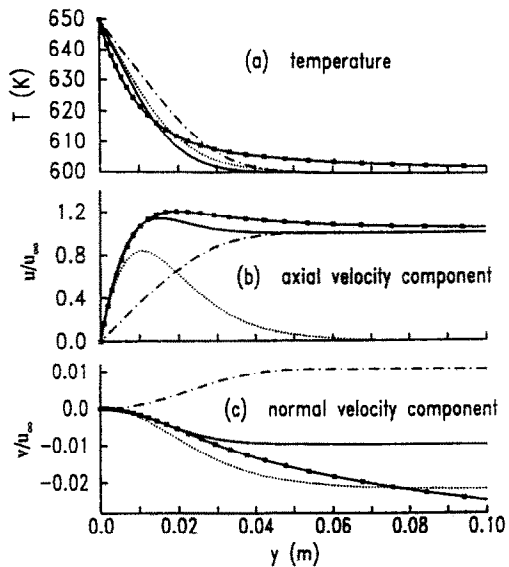 650
640
630
620
610
600
T (K)
(a) temperature
1.2
0.8
0.4
0.0
u/u∞
(b) axial velocity component
0.01
0.0
-0.01
-0.02
v/u∞
(c) normal velocity component
0.0 0.02 0.04 0.06 0.08 0.10
y (m)